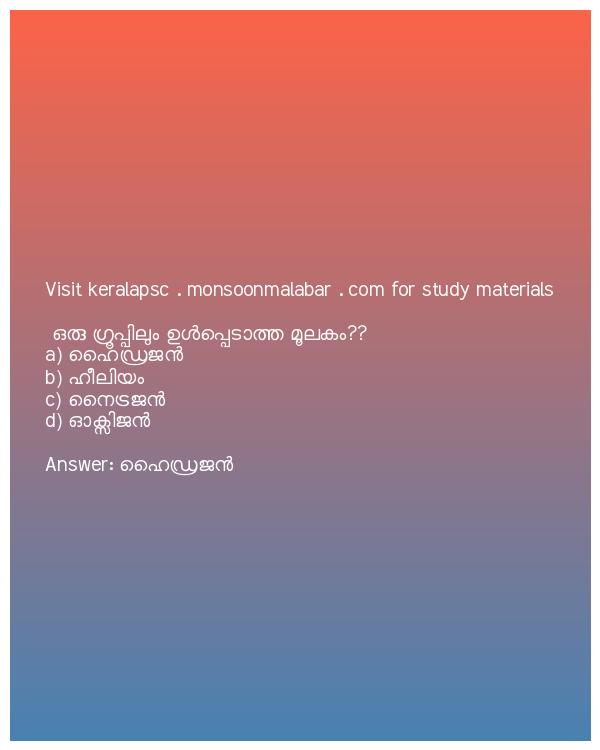 Visit keralapsc . monsoonmalabar . com for study materials
ഒരു ഗ്രൂപ്പിലും ഉൾപ്പെടാത്ത മൂലകം??
a) ഹൈഡ്രജൻ
b) ഹീലിയം
c) നൈട്രജൻ
d) ഓക്സിജൻ
Answer: ഹൈഡ്രജൻ